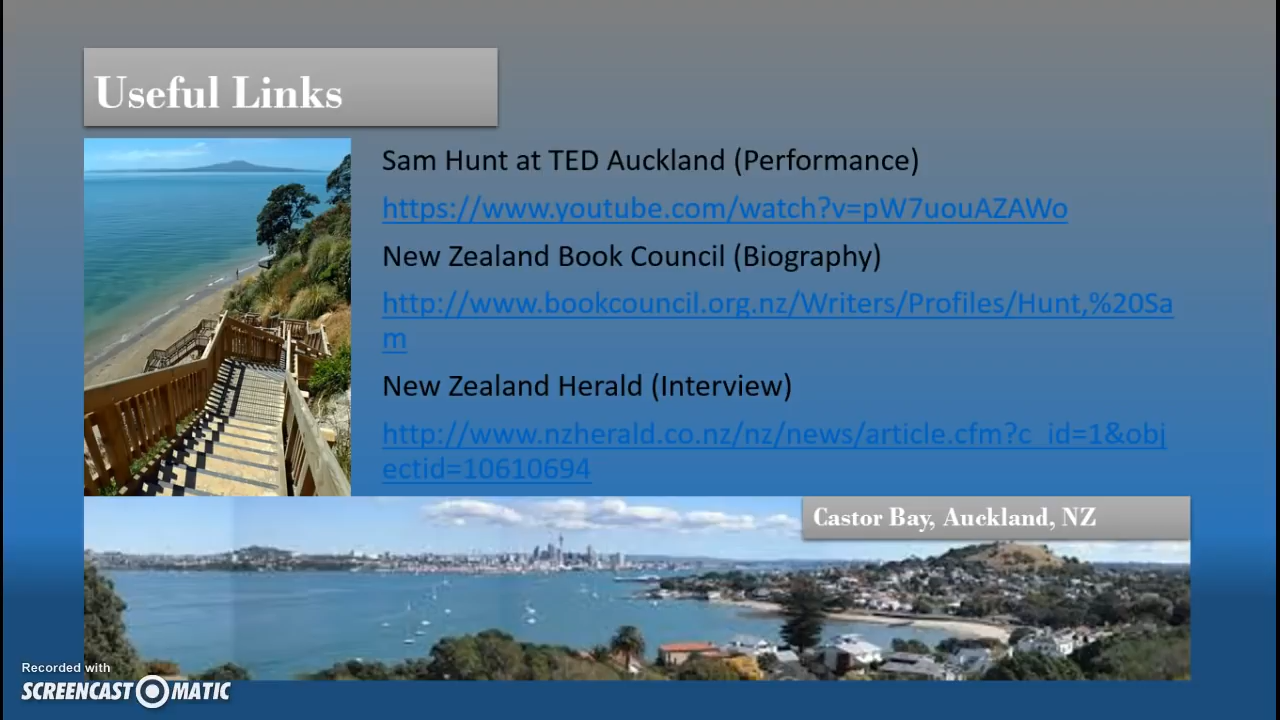 Useful Links
Sam Hunt at TED Auckland (Performance)
https://www.youtube.com/watch?v=pW7uouAZAWo
New Zealand Book Council (Biography)
http://www.bookcouncil.org.nz/Writers/Profiles/Hunt,%20Sa
m
New Zealand Herald (Interview)
http://www.nzherald.co.nz/nz/news/article.cfm?c_id=1&obj
ectid=10610694
Castor Bay, Auckland, NZ
Recorded with
SCREENCAST-O-MATIC